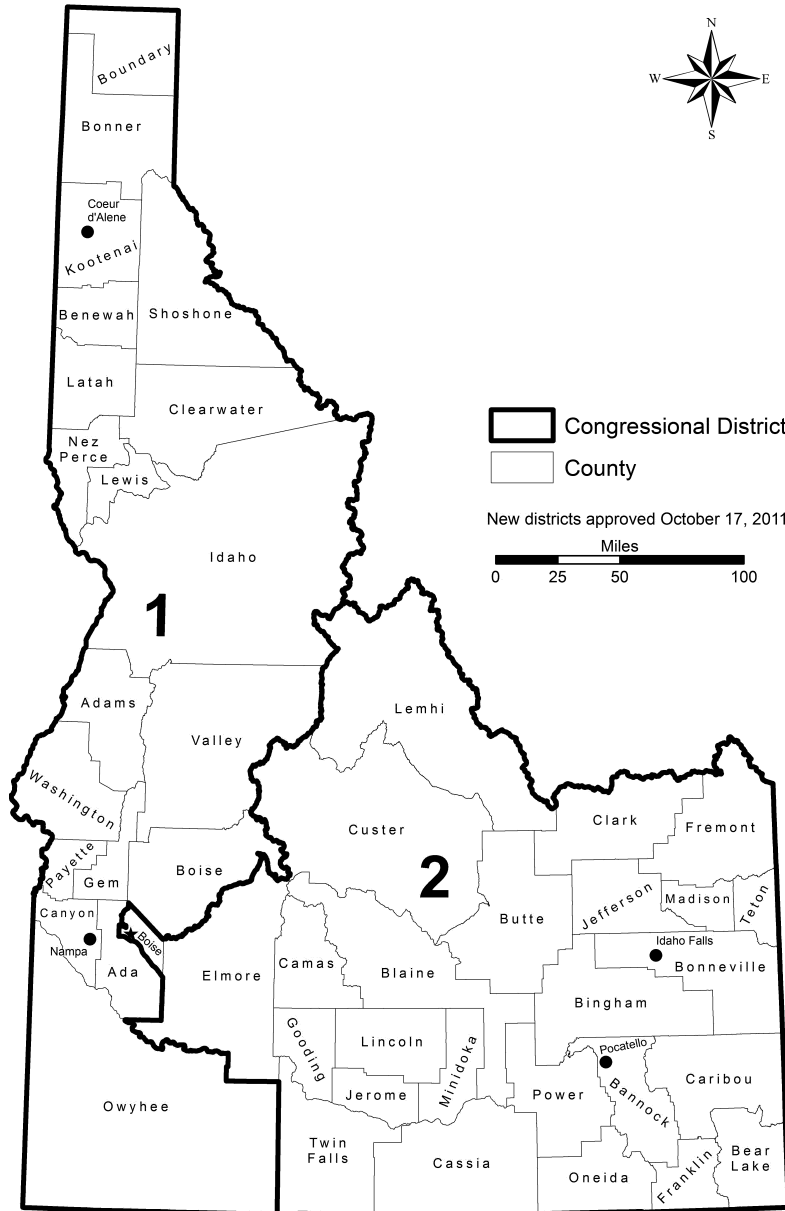 N
W
E
S
Boundary
Bonner
Coeur
d'Alene
Kootenai
Benewah
Shoshone
Latah
Clearwater
Nez
Perce
Lewis
Congressional District
County
New districts approved October 17, 2011
Miles
0 25 50 100
Idaho
1
Adams
Valley
Lemhi
Washington
Custer
Clark
Fremont
2
Payette
Gem
Boise
Butte
Jefferson
Madison
Teton
Canyon
Boise
Nampa
Ada
Elmore
Camas
Blaine
Idaho Falls
Bonneville
Bingham
Gooding
Lincoln
Minidoka
Jerome
Pocatello
Power
Bannock
Caribou
Owyhee
Twin
Falls
Cassia
Oneida
Franklin
Bear
Lake